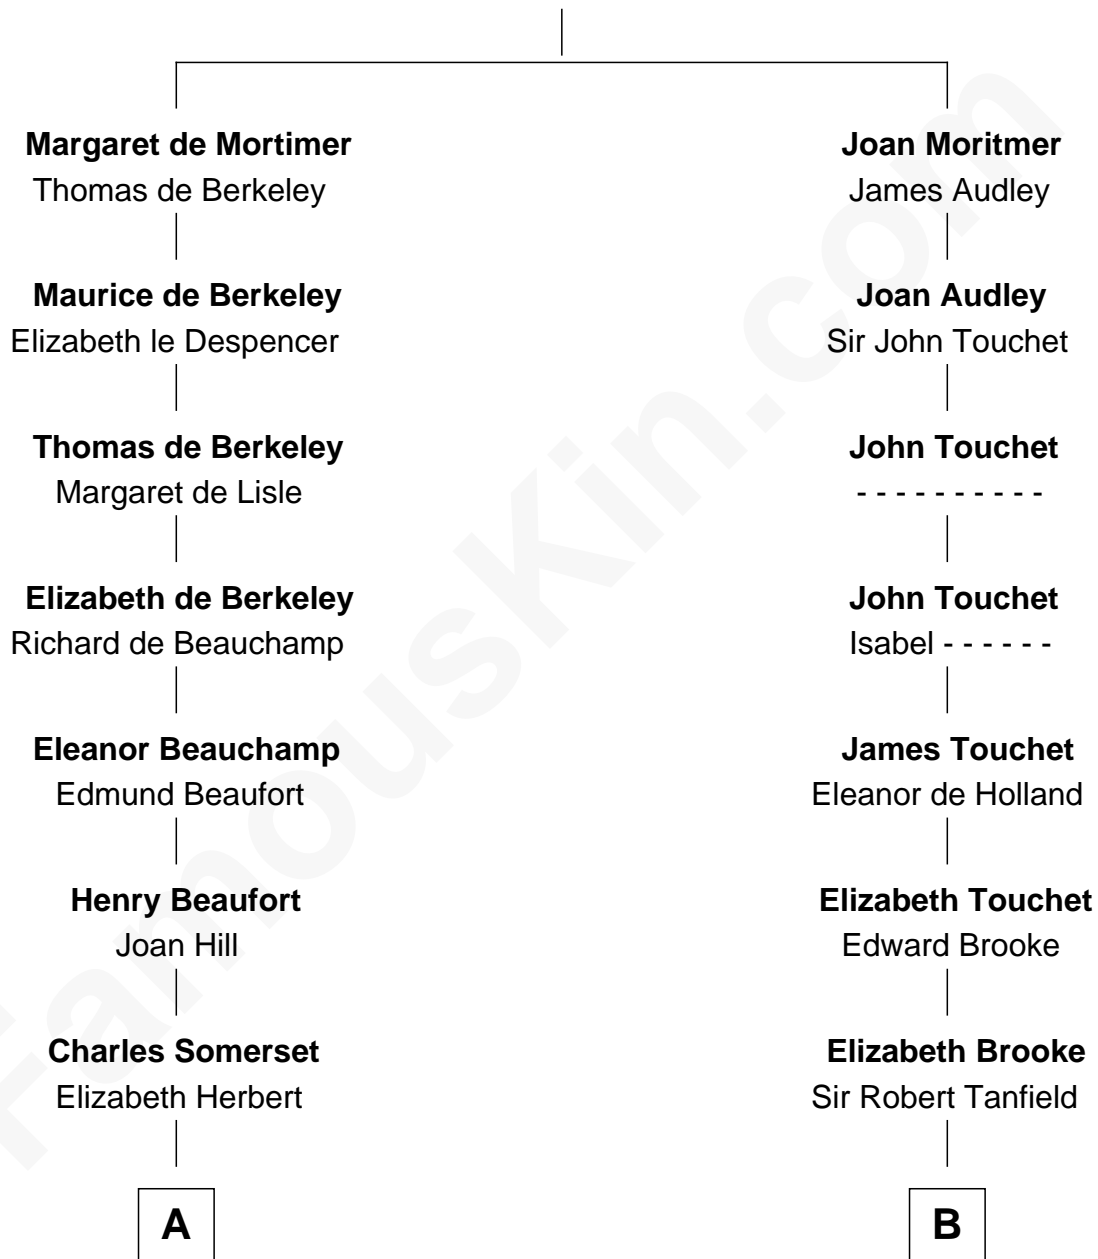 Margaret de Mortimer
Thomas de Berkeley
Maurice de Berkeley
Elizabeth le Despencer
Thomas de Berkeley
Margaret de Lisle
Elizabeth de Berkeley
Richard de Beauchamp
Eleanor Beauchamp
Edmund Beaufort
Henry Beaufort
Joan Hill
Charles Somerset
Elizabeth Herbert
A
Joan Moritmer
James Audley
Joan Audley
Sir John Touchet
John Touchet
- - - - - - - - - -
John Touchet
Isabel - - - - - -
James Touchet
Eleanor de Holland
Elizabeth Touchet
Edward Brooke
Elizabeth Brooke
Sir Robert Tanfield
B
FamousKin.com